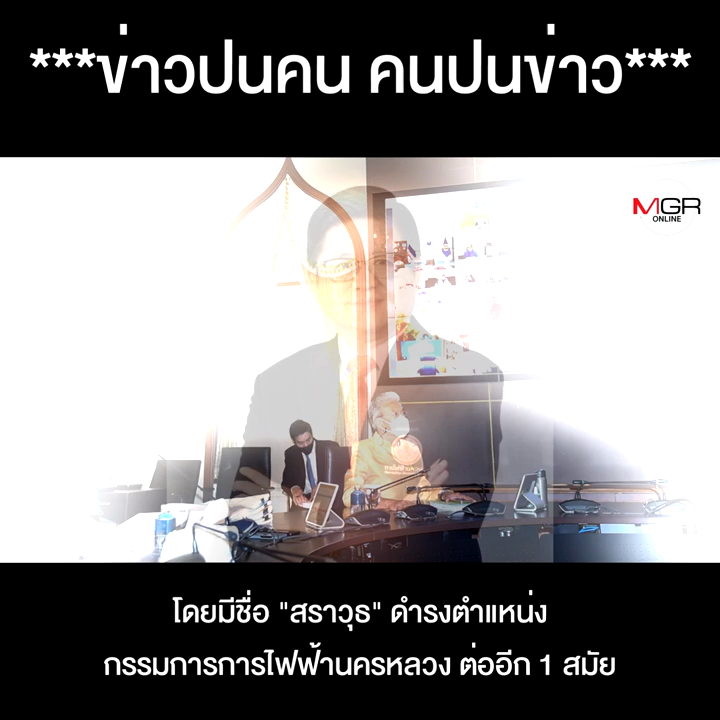 ***ข่าวปนคน คนปนข่าว***
MGR
ONLINE
โดยมีชื่อ "สราวุธ" ดำรงตำแหน่ง
กรรมการการไฟฟ้านครหลวง ต่ออีก 1 สมัย